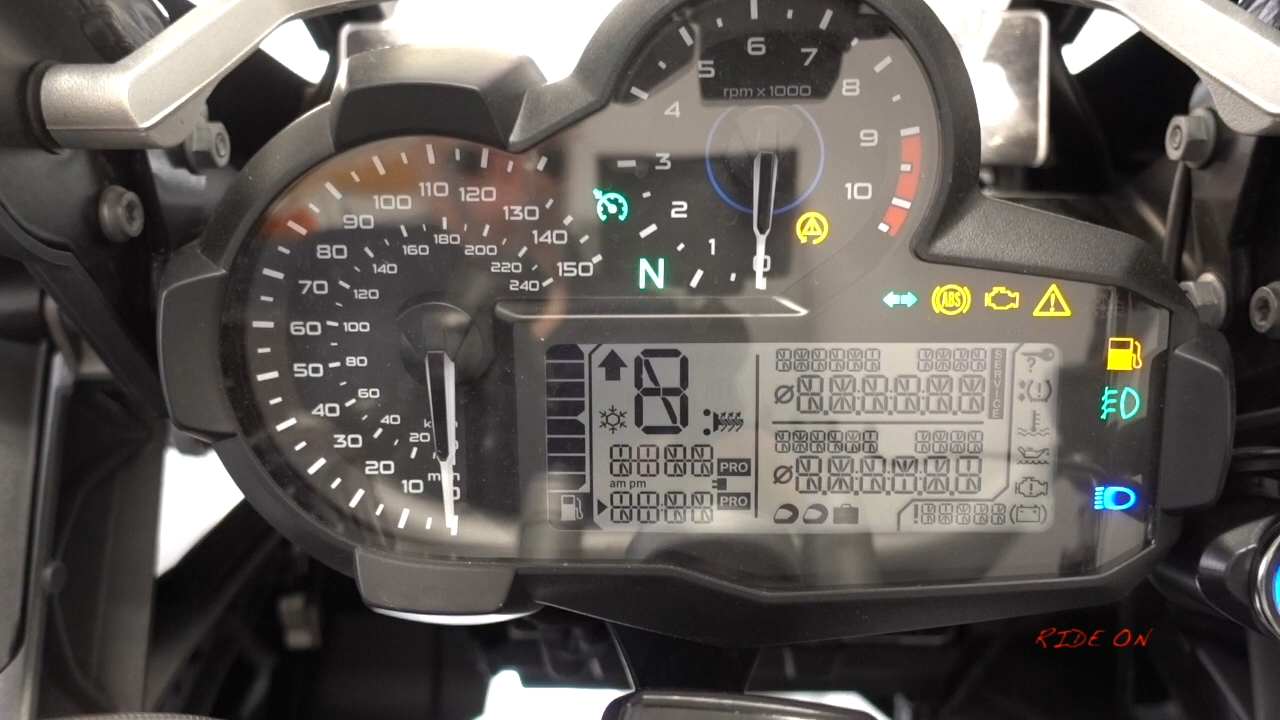 5 6 7
rpm x 1000
4 8
3 9
2 10
1
0
N
10 20 30 40 50 60 70 80 90 100 110 120 130 140 150
20 40 60 80 100 120 140 160 180 200 220 240
ABS
8
SERVICE
?
PRO
am pm
PRO
RIDE ON